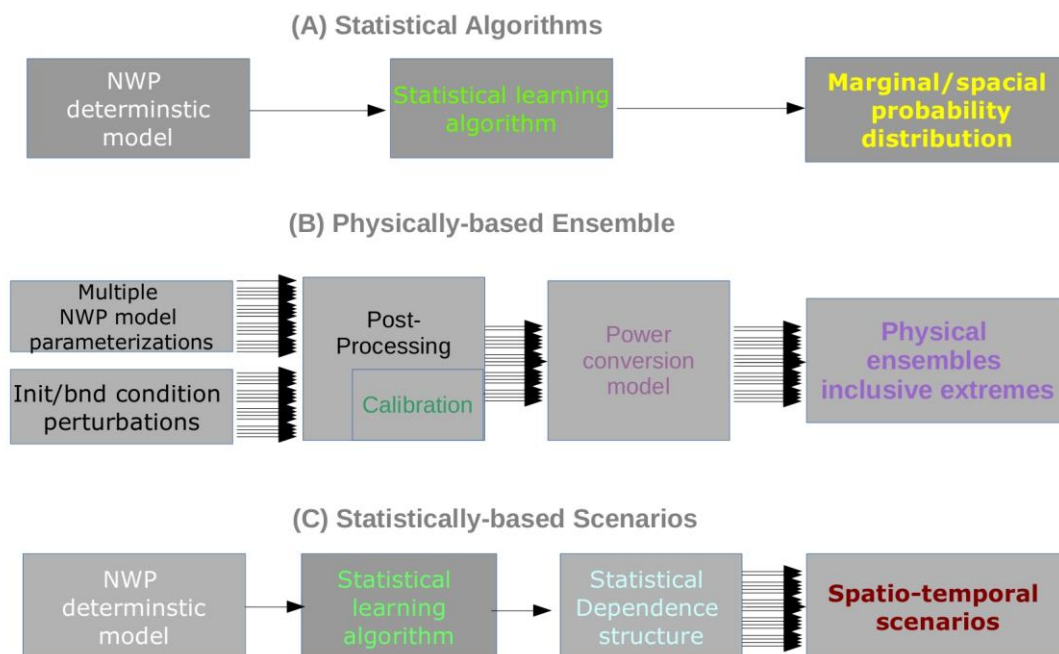 (A) Statistical Algorithms
NWP
determinstic
model
Statistical learning
algorithm
Marginal/spacial
probability
distribution
(B) Physically-based Ensemble
Multiple
NWP model
parameterizations
Init/bnd condition
perturbations
Post-
Processing
Calibration
Power
conversion
model
Physical
ensembles
inclusive extremes
(C) Statistically-based Scenarios
NWP
determinstic
model
Statistical
learning
algorithm
Statistical
Dependence
structure
Spatio-temporal
scenarios